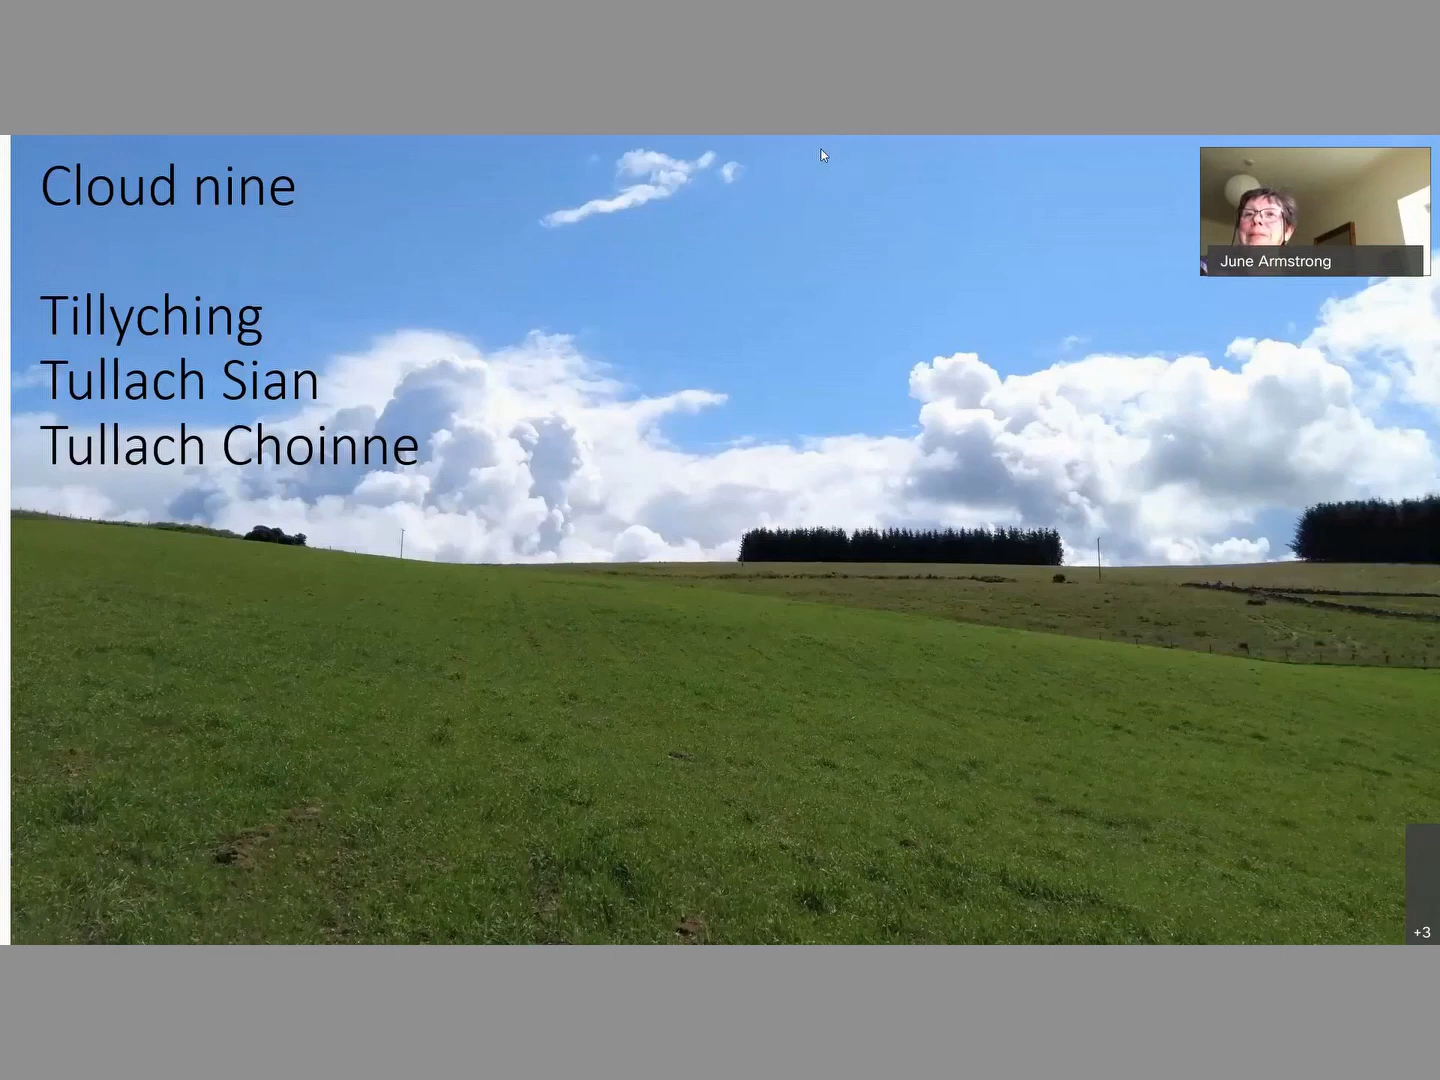 Cloud nine
Tillyching
Tullach Sian
Tullach Choinne
June Armstrong
+3